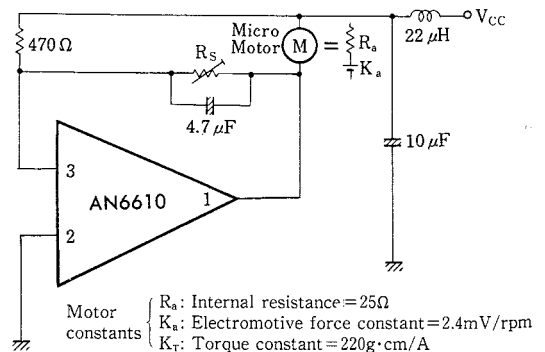 470Ω
R_S
4.7 μF
Micro
Motor
M
=
R_a
K_a
22 μH
V_CC
10 μF
3
AN6610
1
2
Motor
constants
R_a: Internal resistance=25Ω
K_a: Electromotive force constant=2.4mV/rpm
K_T: Torque constant=220g·cm/A